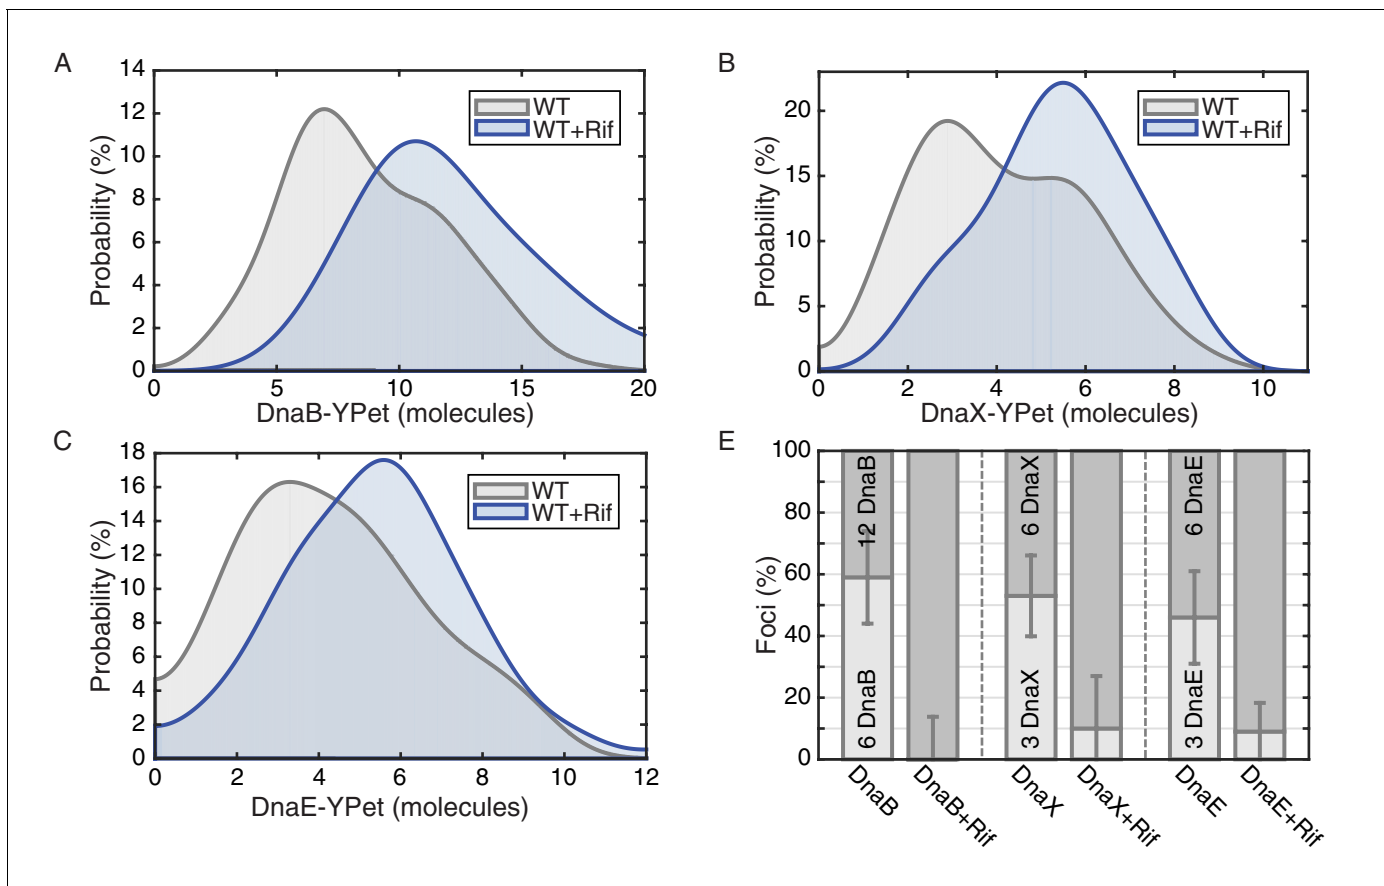 A
14
12
10
8
6
4
2
0
0 5 10 15 20
Probability (%)
DnaB-YPet (molecules)
WT
WT+Rif
B
20
15
10
5
0
0 2 4 6 8 10
Probability (%)
DnaX-YPet (molecules)
WT
WT+Rif
C
18
16
14
12
10
8
6
4
2
0
0 2 4 6 8 10 12
Probability (%)
DnaE-YPet (molecules)
WT
WT+Rif
E
100
80
60
40
20
0
Foci (%)
12 DnaB
6 DnaB
6 DnaX
3 DnaX
6 DnaE
3 DnaE
DnaB
DnaB+Rif
DnaX
DnaX+Rif
DnaE
DnaE+Rif